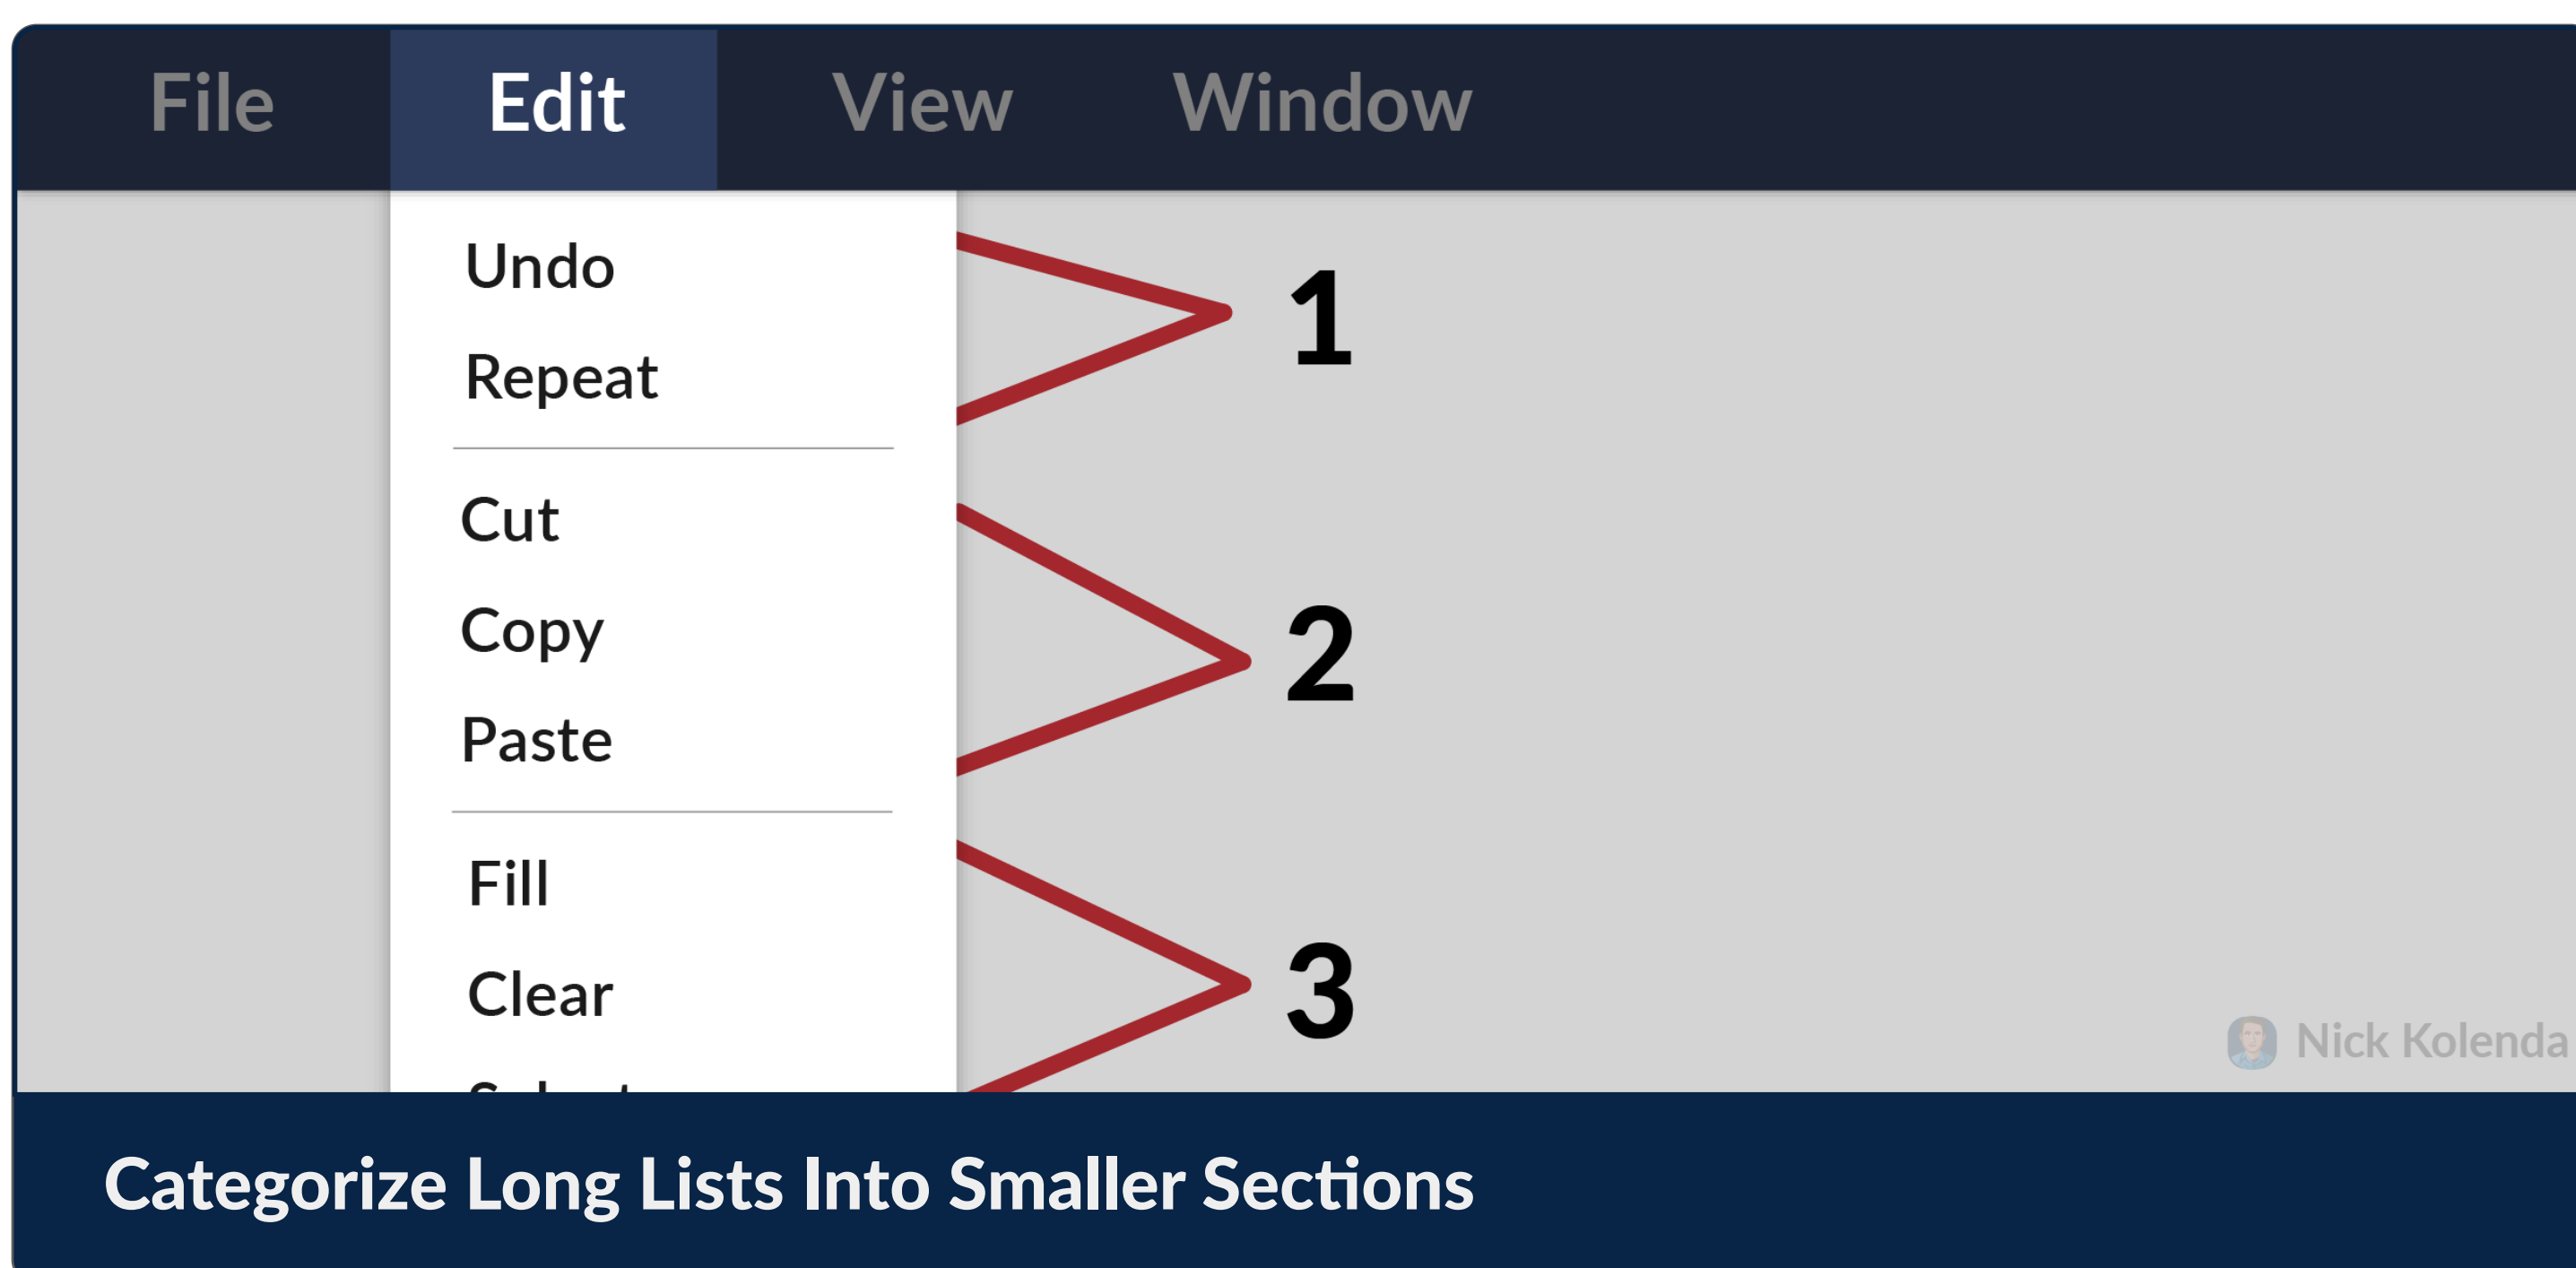 File Edit View Window
Undo
Repeat
1
Cut
Copy
Paste
2
Fill
Clear
3
Nick Kolenda
Categorize Long Lists Into Smaller Sections